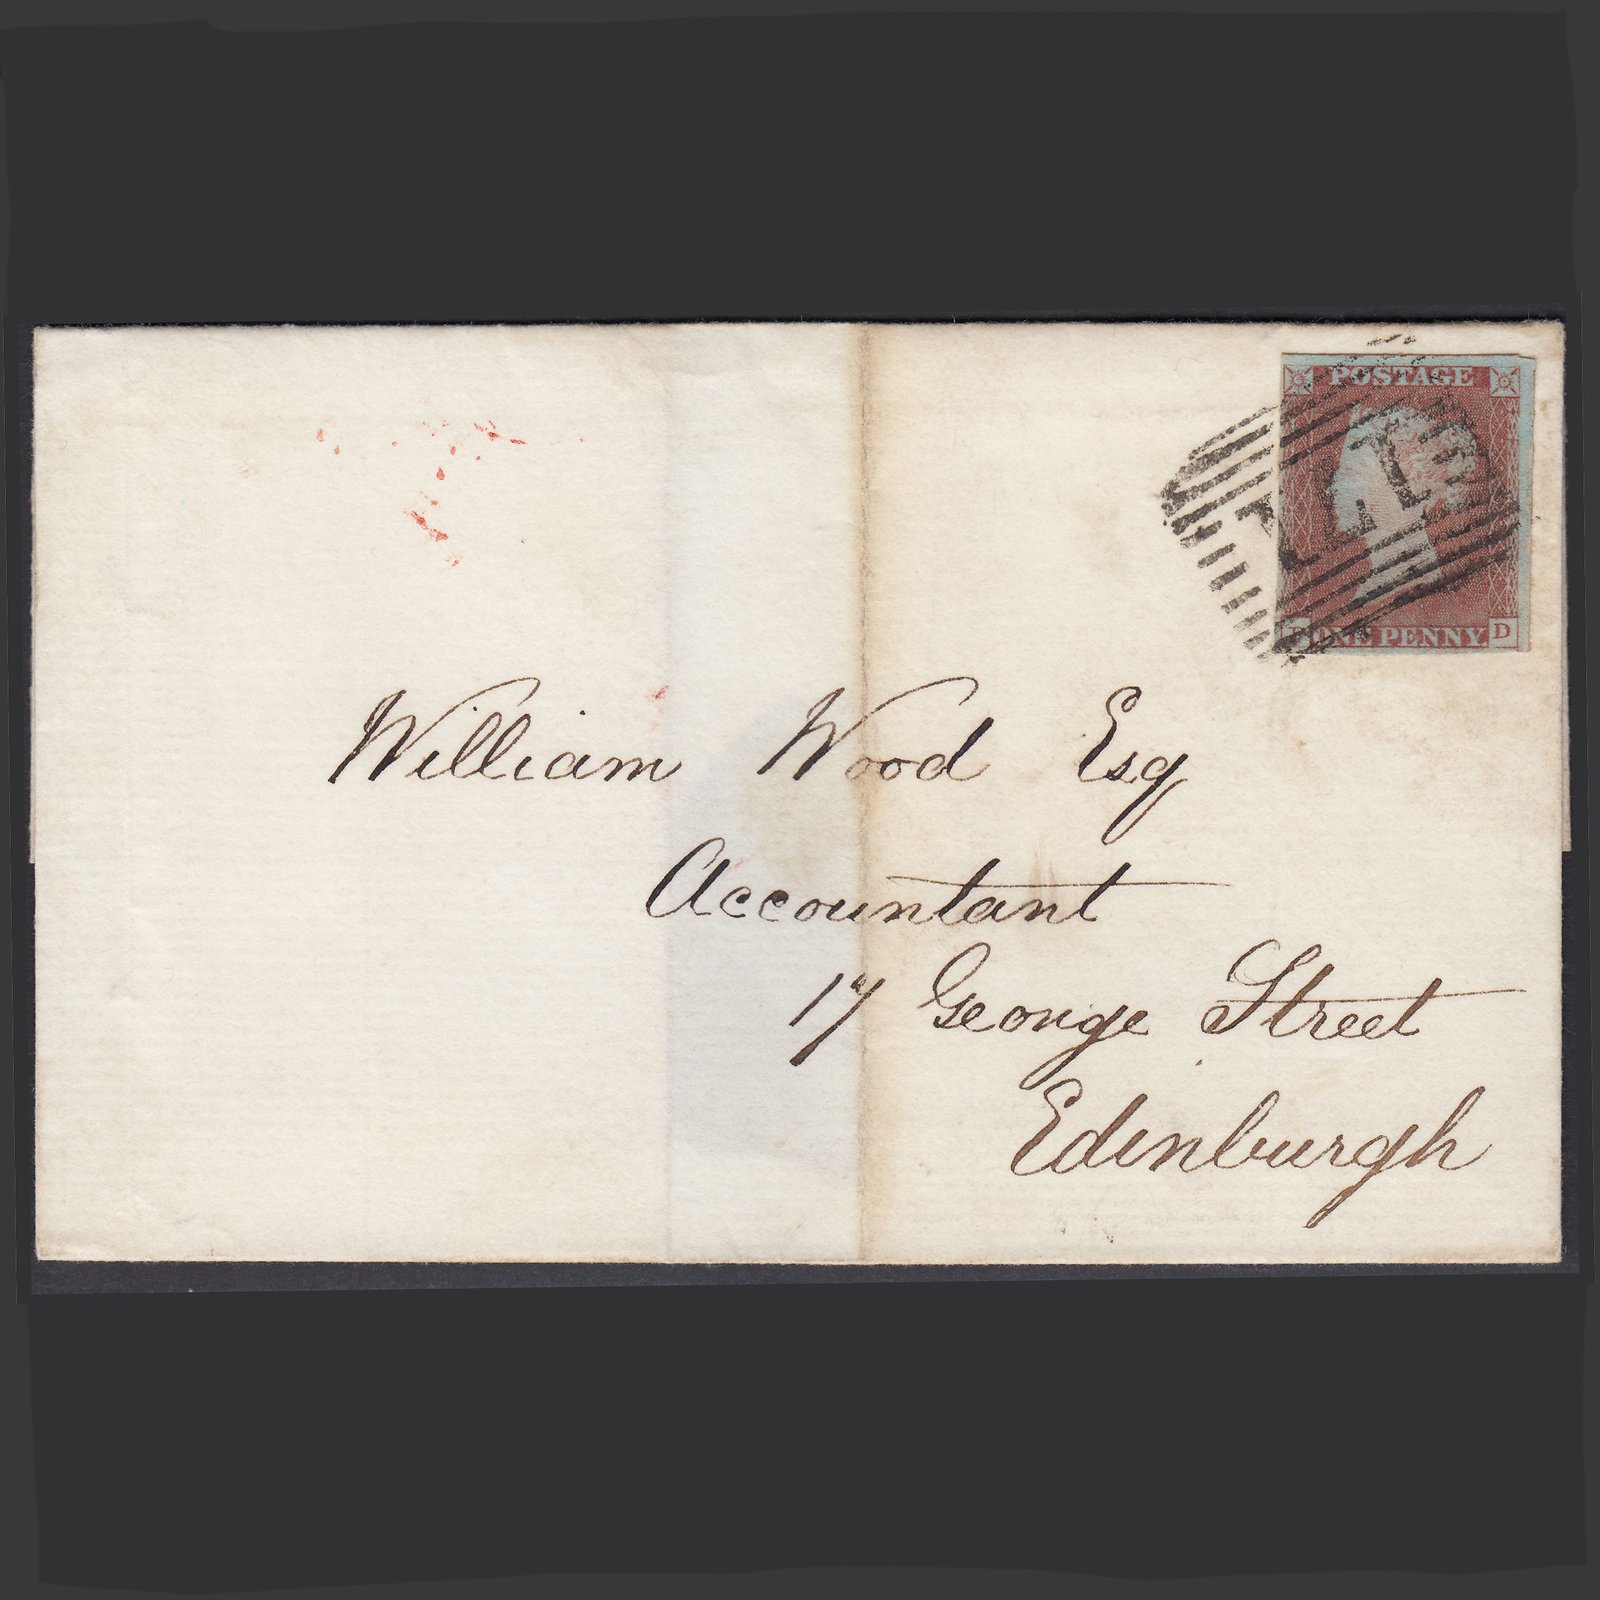 POSTAGE
ONE PENNY D
William Wood Esq
Accountant
17 George Street
Edinburgh